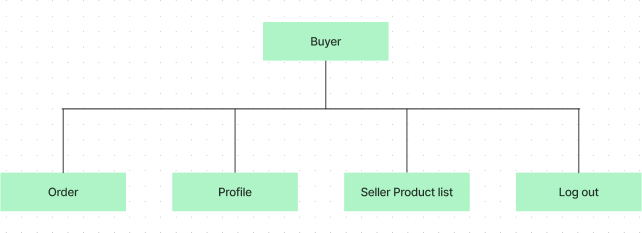 Buyer
Order
Profile
Seller Product list
Log out